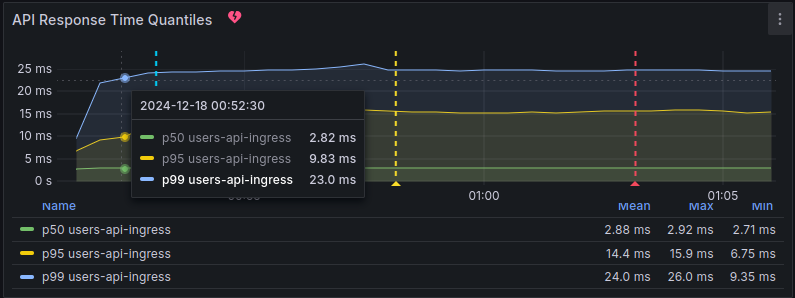 API Response Time Quantiles
25 ms
20 ms
15 ms
10 ms
5 ms
0 s
2024-12-18 00:52:30
p50 users-api-ingress 2.82 ms
p95 users-api-ingress 9.83 ms
p99 users-api-ingress 23.0 ms
01:00 01:05
Name Mean Max Min
p50 users-api-ingress 2.88 ms 2.92 ms 2.71 ms
p95 users-api-ingress 14.4 ms 15.9 ms 6.75 ms
p99 users-api-ingress 24.0 ms 26.0 ms 9.35 ms